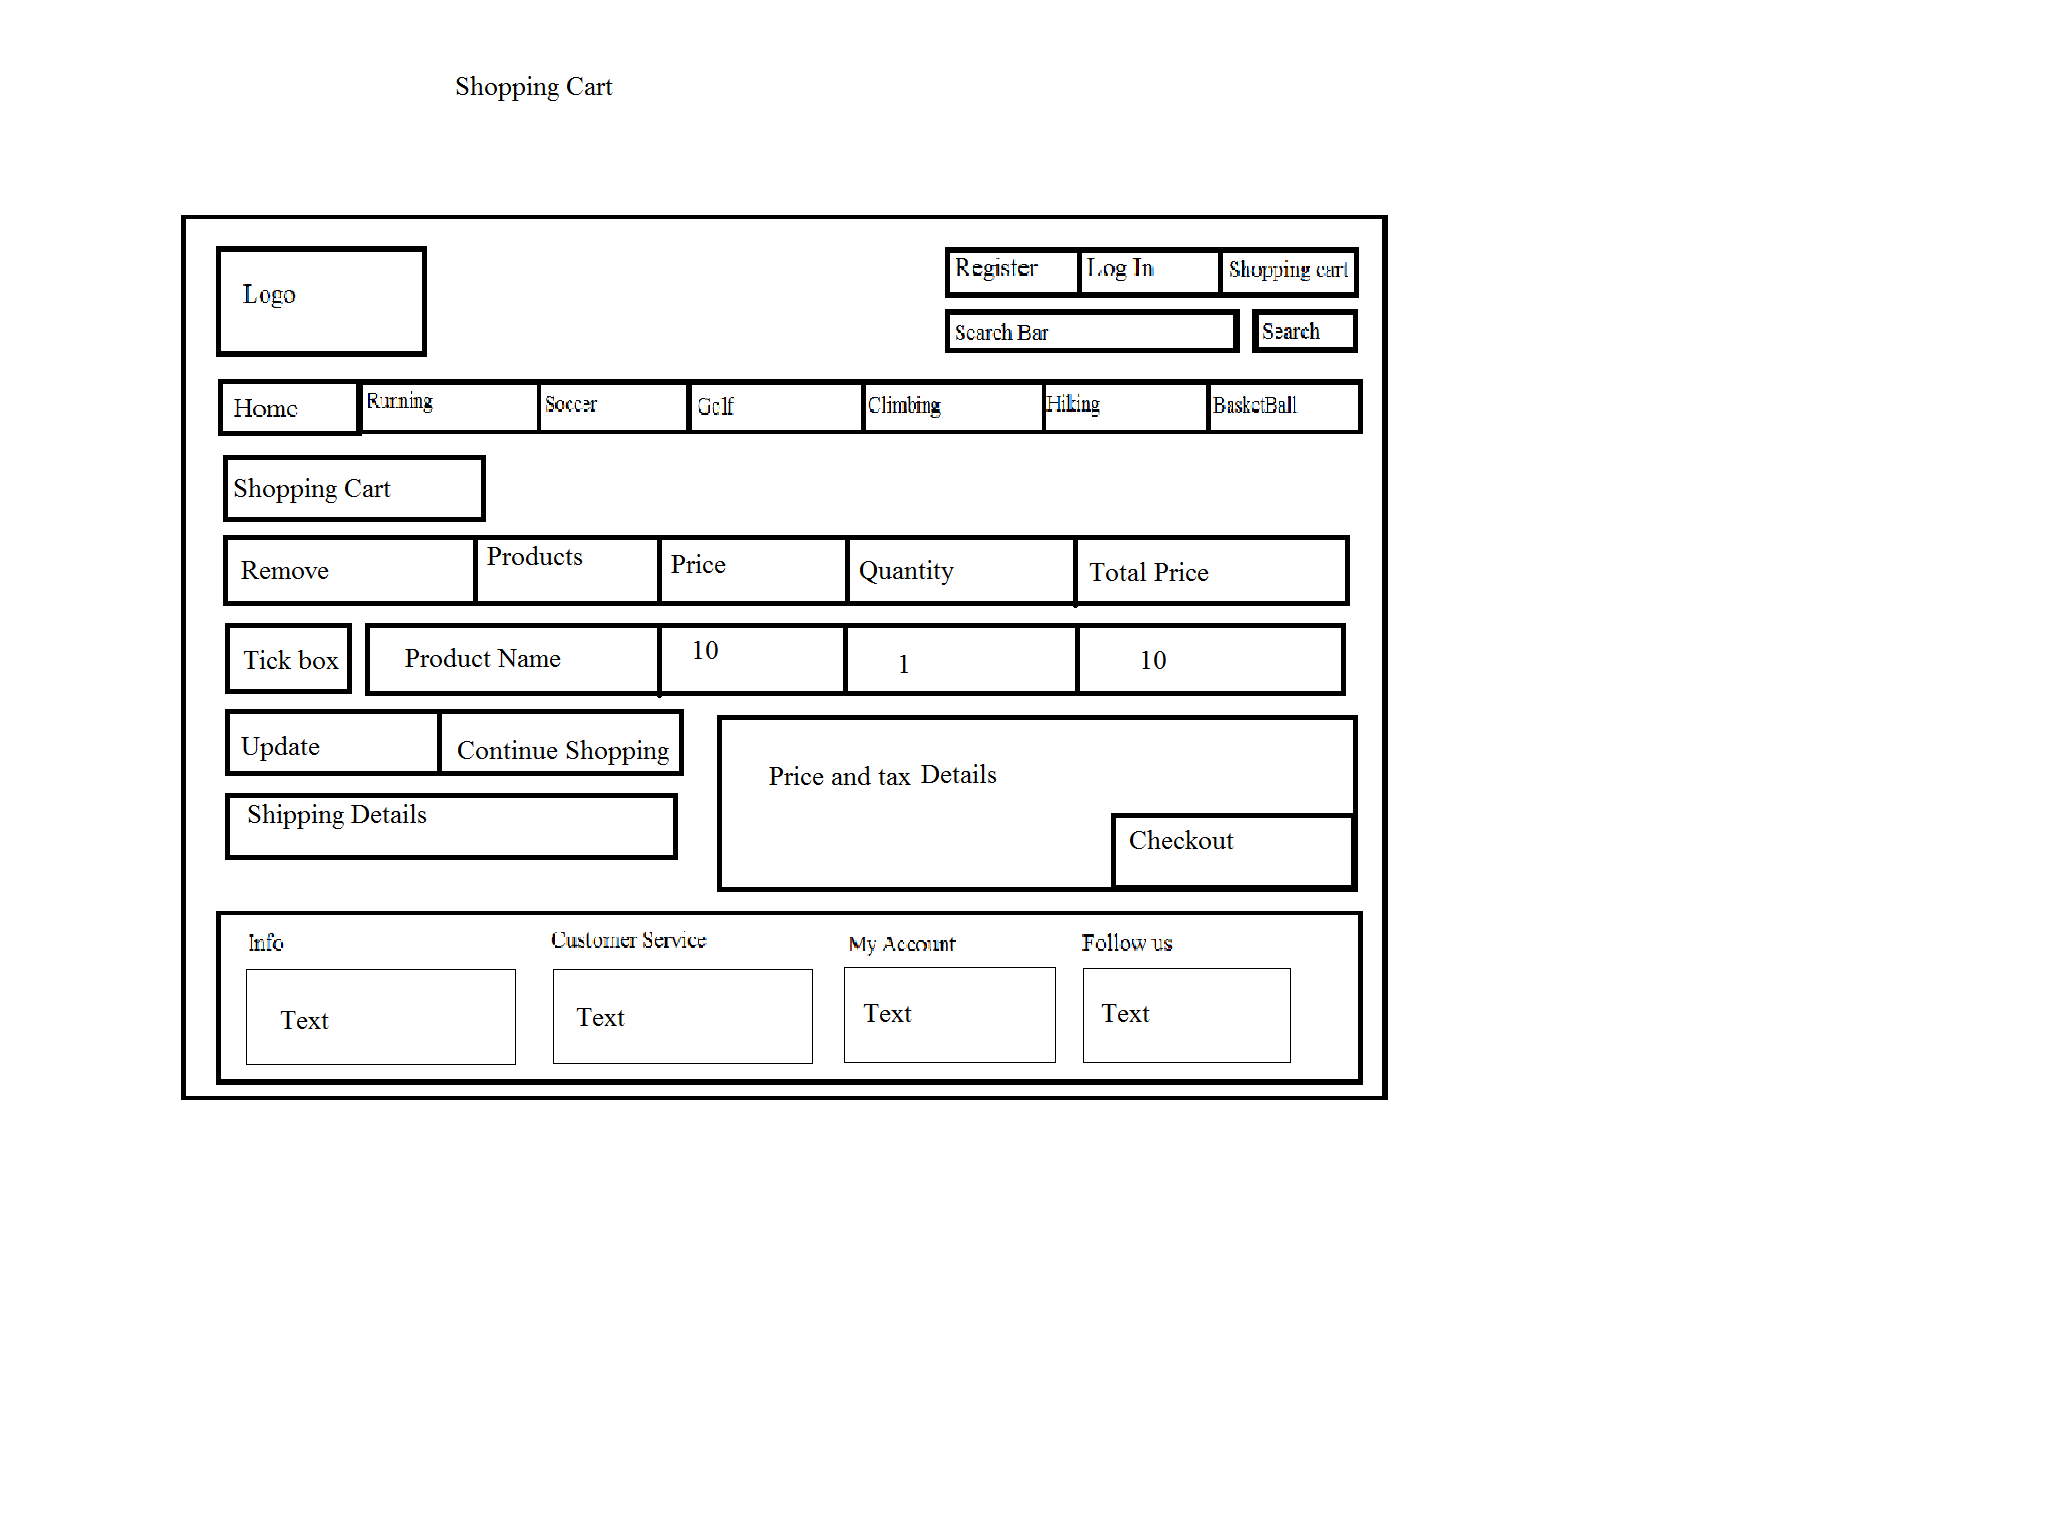 Shopping Cart
Logo
Register Log In Shopping cart
Search Bar Search
Home Running Soccer Golf Climbing Hiking BasketBall
Shopping Cart
Remove Products Price Quantity Total Price
Tick box Product Name 10 1 10
Update Continue Shopping
Price and tax Details
Shipping Details
Checkout
Info Customer Service My Account Follow us
Text Text Text Text